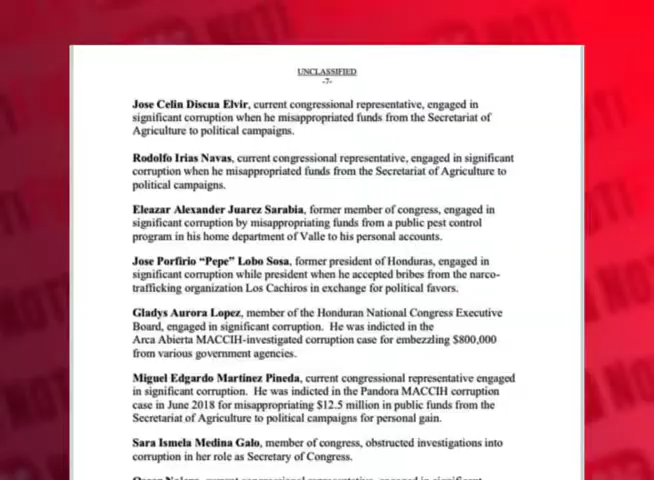 UNCLASSIFIED
-7-
Jose Celin Discua Elvir, current congressional representative, engaged in
significant corruption when he misappropriated funds from the Secretariat of
Agriculture to political campaigns.
Rodolfo Irias Navas, current congressional representative, engaged in significant
corruption when he misappropriated funds from the Secretariat of Agriculture to
political campaigns.
Eleazar Alexander Juarez Sarabia, former member of congress, engaged in
significant corruption by misappropriating funds from a public pest control
program in his home department of Valle to his personal accounts.
Jose Porfirio “Pepe” Lobo Sosa, former president of Honduras, engaged in
significant corruption while president when he accepted bribes from the narco-
trafficking organization Los Cachiros in exchange for political favors.
Gladys Aurora Lopez, member of the Honduran National Congress Executive
Board, engaged in significant corruption. He was indicted in the
Arca Abierta MACCIH-investigated corruption case for embezzling $800,000
from various government agencies.
Miguel Edgardo Martinez Pineda, current congressional representative engaged
in significant corruption. He was indicted in the Pandora MACCIH corruption
case in June 2018 for misappropriating $12.5 million in public funds from the
Secretariat of Agriculture to political campaigns for personal gain.
Sara Ismela Medina Galo, member of congress, obstructed investigations into
corruption in her role as Secretary of Congress.